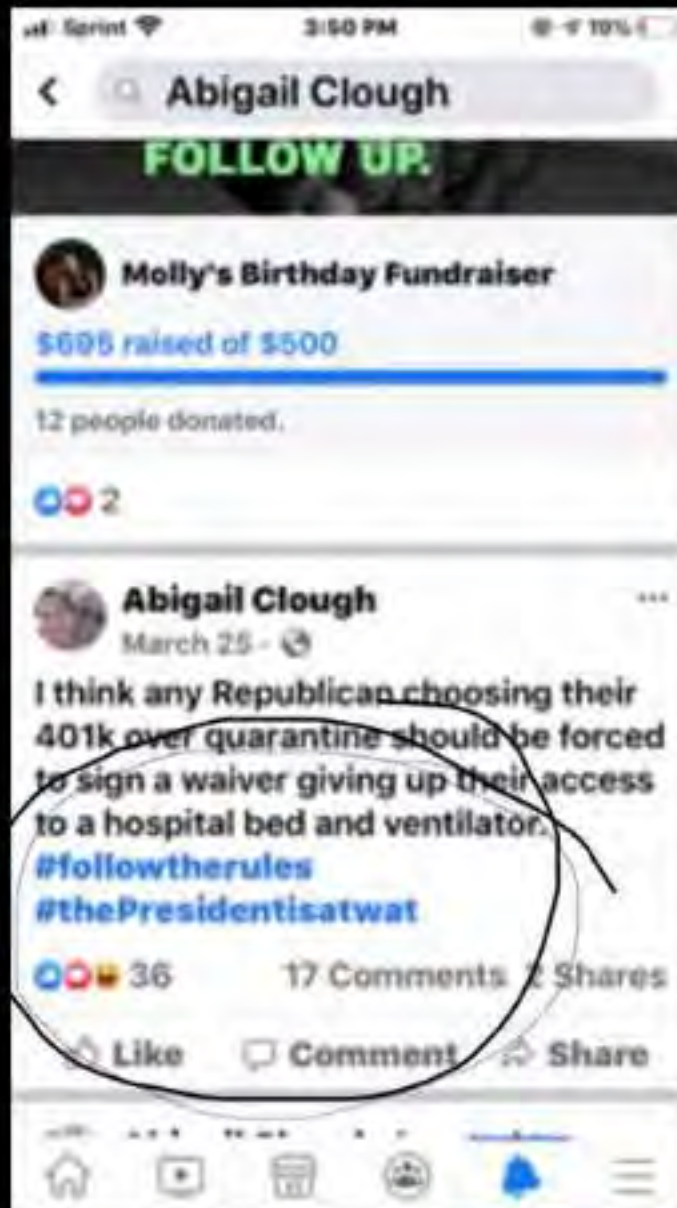 Sprint 3:50 PM 19%
Abigail Clough
FOLLOW UP.
Molly's Birthday Fundraiser
$695 raised of $500
12 people donated.
2
Abigail Clough
March 25
I think any Republican choosing their
401k over quarantine should be forced
to sign a waiver giving up their access
to a hospital bed and ventilator.
#followtherules
#thePresidentisatwat
36 17 Comments 2 Shares
Like Comment Share